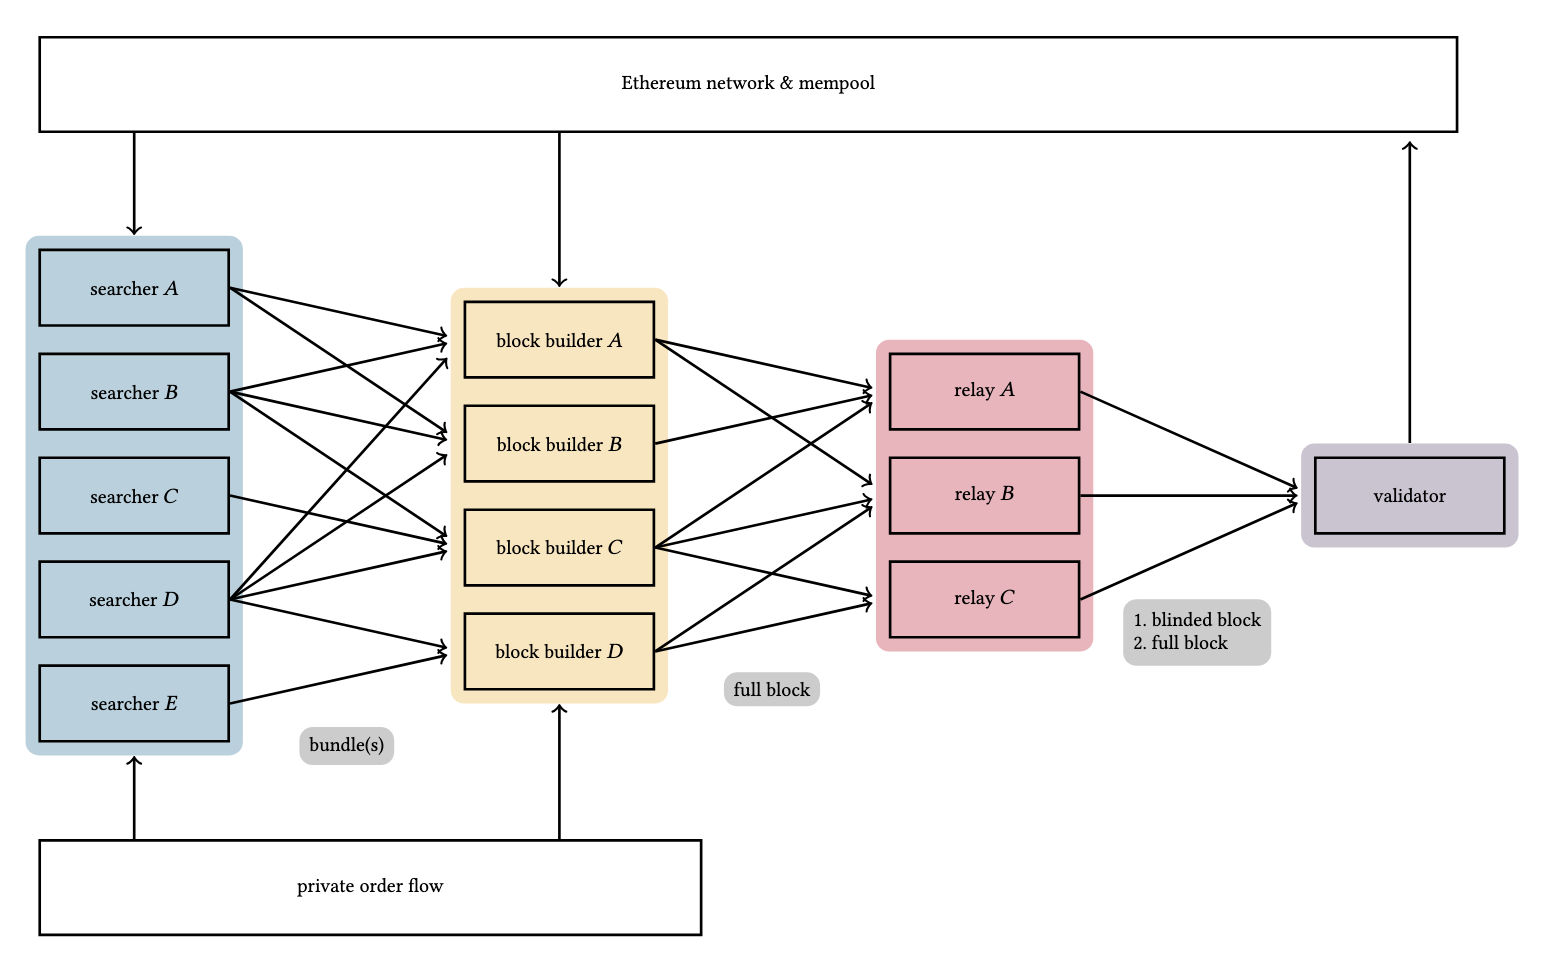 Ethereum network & mempool
searcher A
searcher B
searcher C
searcher D
searcher E
bundle(s)
block builder A
block builder B
block builder C
block builder D
full block
relay A
relay B
relay C
1. blinded block
2. full block
validator
private order flow